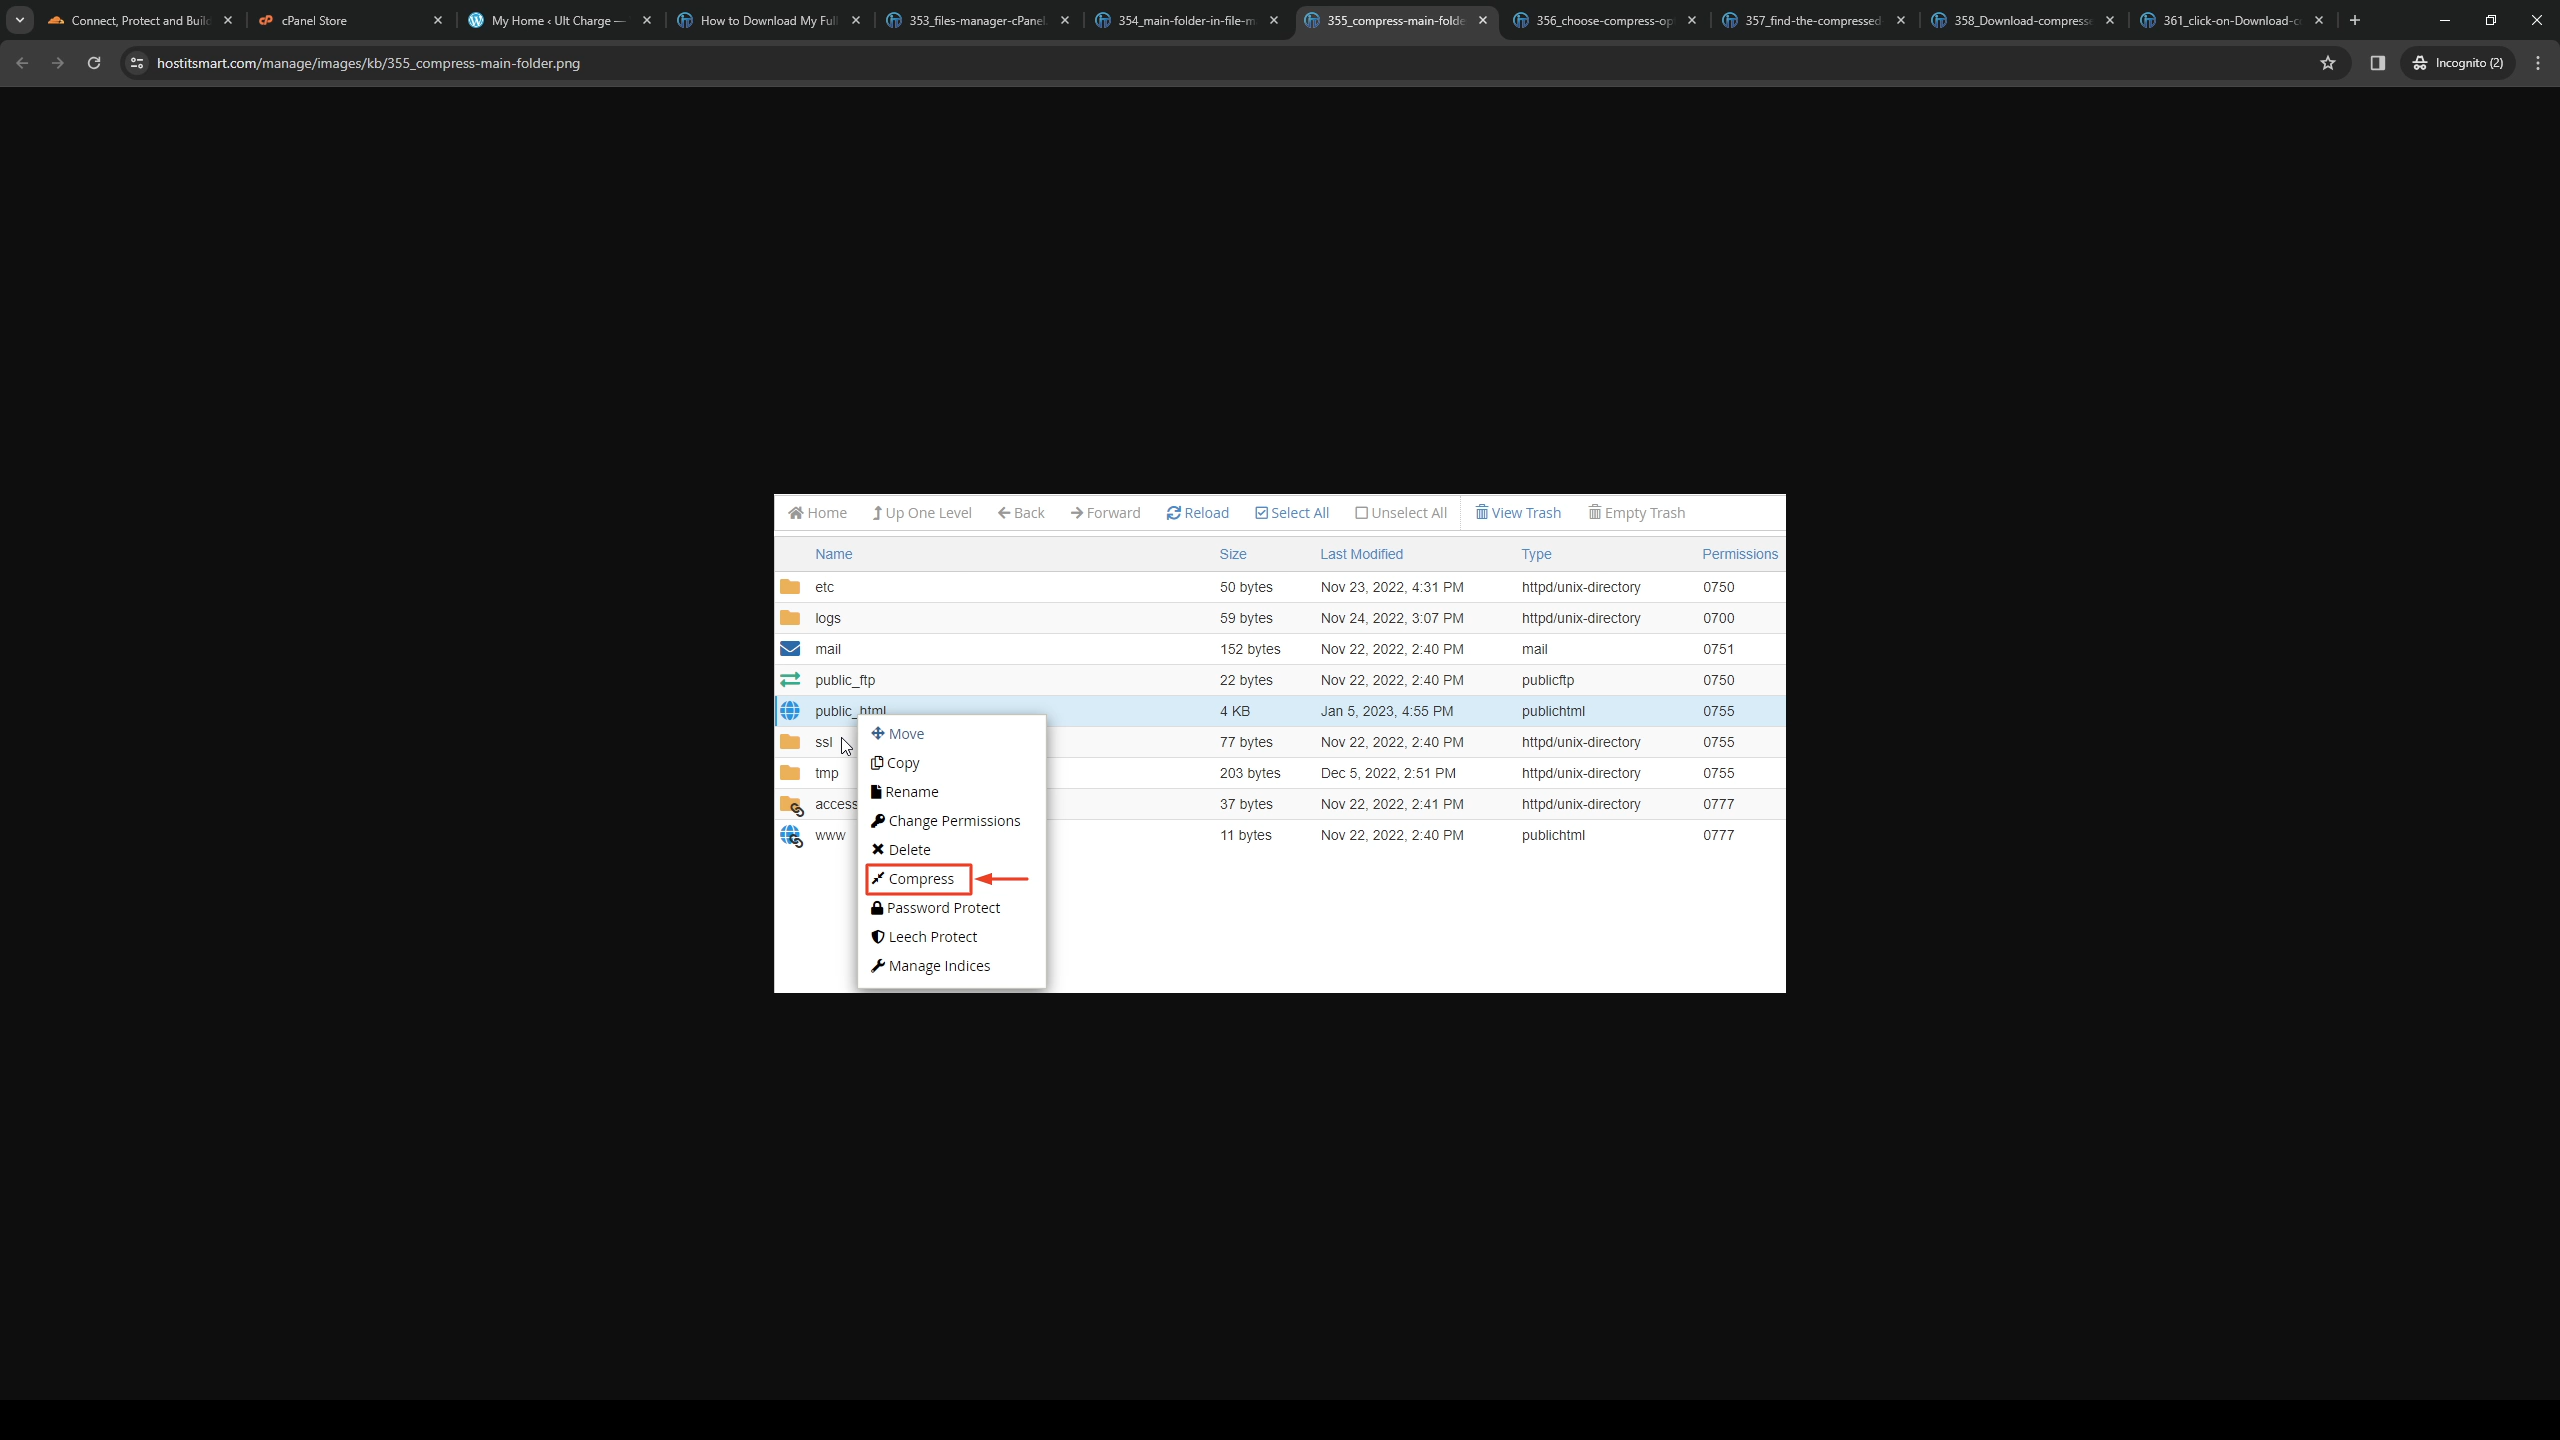 Connect, Protect and Build
cPanel Store
My Home ‹ Ult Charge —
How to Download My Full
353_files-manager-cPanel
354_main-folder-in-file-m
355_compress-main-folde
356_choose-compress-op
357_find-the-compressed
358_Download-compress
361_click-on-Download-c
hostitsmart.com/manage/images/kb/355_compress-main-folder.png
Incognito (2)
Home Up One Level Back Forward Reload Select All Unselect All View Trash Empty Trash
Name Size Last Modified Type Permissions
etc 50 bytes Nov 23, 2022, 4:31 PM httpd/unix-directory 0750
logs 59 bytes Nov 24, 2022, 3:07 PM httpd/unix-directory 0700
mail 152 bytes Nov 22, 2022, 2:40 PM mail 0751
public_ftp 22 bytes Nov 22, 2022, 2:40 PM publicftp 0750
public_html 4 KB Jan 5, 2023, 4:55 PM publichtml 0755
ssl 77 bytes Nov 22, 2022, 2:40 PM httpd/unix-directory 0755
tmp 203 bytes Dec 5, 2022, 2:51 PM httpd/unix-directory 0755
access 37 bytes Nov 22, 2022, 2:41 PM httpd/unix-directory 0777
www 11 bytes Nov 22, 2022, 2:40 PM publichtml 0777
Move
Copy
Rename
Change Permissions
Delete
Compress
Password Protect
Leech Protect
Manage Indices